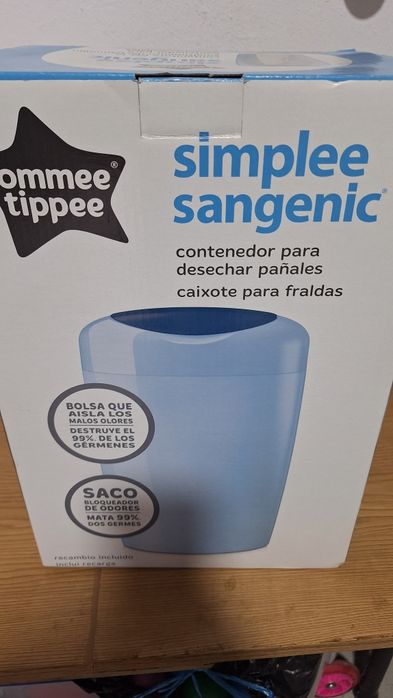 ommee
tippee
simplee
sangenic
contenedor para
desechar pañales
caixote para fraldas
BOLSA QUE
AISLA LOS
MALOS OLORES
DESTRUYE EL
99% DE LOS
GÉRMENES
SACO
BLOQUEADOR
DE ODORES
MATA 99%
DOS GERMES
recambio incluido
inclui recarga